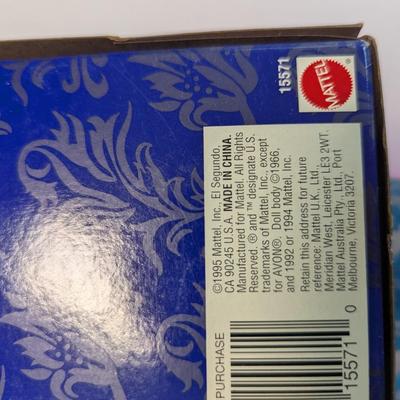 15571
MATTEL
©1995 Mattel, Inc., El Segundo,
CA 90245 U.S.A. MADE IN CHINA.
Manufactured for Mattel. All Rights
Reserved. ® and ™ designate U.S.
trademarks of Mattel, Inc., except
for AVON®. Doll body ©1966,
and 1992 or 1994 Mattel, Inc.
Retain this address for future
reference: Mattel U.K., Ltd.,
Meridian West, Leicester LE3 2WT.
Mattel Australia Pty., Ltd., Port
Melbourne, Victoria 3207.
PURCHASE
15571 0